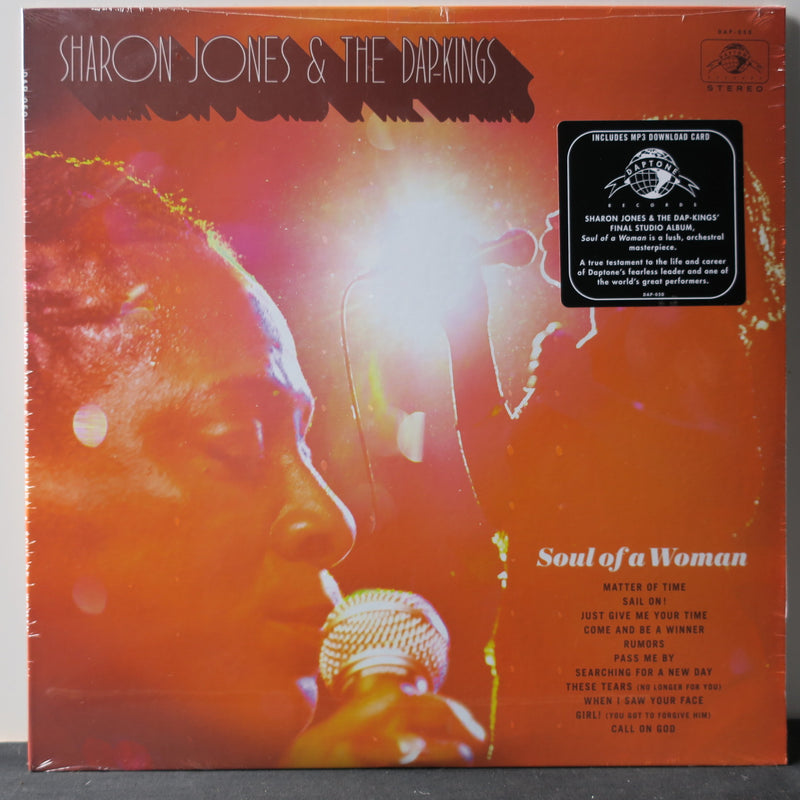 SHARON JONES & THE DAP-KINGS
DAP-050
DAPTONE
RECORDS
STEREO
INCLUDES MP3 DOWNLOAD CARD
DAPTONE
RECORDS
SHARON JONES & THE DAP-KINGS'
FINAL STUDIO ALBUM,
Soul of a Woman is a lush, orchestral
masterpiece.
A true testament to the life and career
of Daptone's fearless leader and one of
the world's great performers.
DAP-050
Soul of a Woman
MATTER OF TIME
SAIL ON!
JUST GIVE ME YOUR TIME
COME AND BE A WINNER
RUMORS
PASS ME BY
SEARCHING FOR A NEW DAY
THESE TEARS (NO LONGER FOR YOU)
WHEN I SAW YOUR FACE
GIRL! (YOU GOT TO FORGIVE HIM)
CALL ON GOD